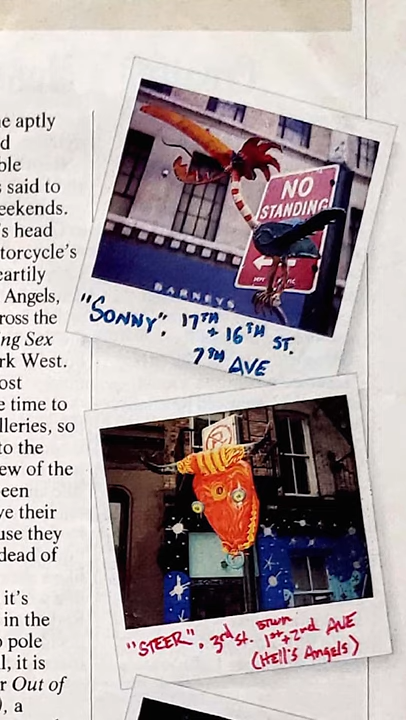 e aptly
d
ble
s said to
eekends.
's head
torcycle's
eartily
Angels,
ross the
ng Sex
rk West.
ost
e time to
lleries, so
to the
ew of the
een
ve their
use they
dead of
it's
in the
o pole
l, it is
r Out of
), a
NO
STANDING
BARNEYS
"SONNY", 17TH
+ 16TH ST.
7TH AVE
"STEER", 3rd St. BTWN 1st + 2nd AVE
(HELL'S ANGELS)